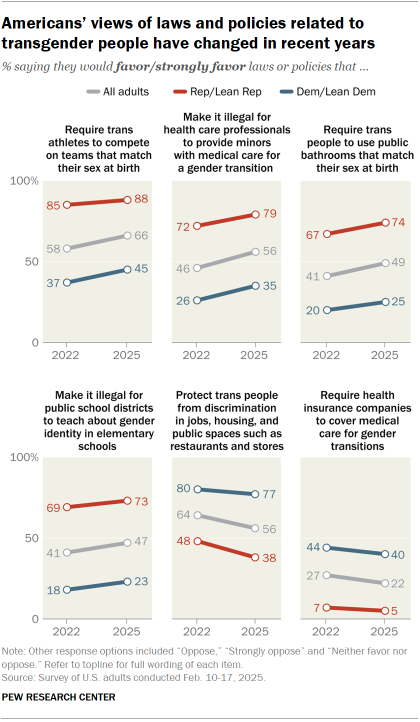 Americans’ views of laws and policies related to
transgender people have changed in recent years
% saying they would favor/strongly favor laws or policies that ...
All adults Rep/Lean Rep Dem/Lean Dem
Require trans
athletes to compete
on teams that match
their sex at birth
100%
50
0
85 88
58 66
37 45
2022 2025
Make it illegal for
health care professionals
to provide minors
with medical care for
a gender transition
72 79
46 56
26 35
2022 2025
Require trans
people to use public
bathrooms that match
their sex at birth
67 74
41 49
20 25
2022 2025
Make it illegal for
public school districts
to teach about gender
identity in elementary
schools
100%
50
0
69 73
41 47
18 23
2022 2025
Protect trans people
from discrimination
in jobs, housing, and
public spaces such as
restaurants and stores
80 77
64 56
48 38
2022 2025
Require health
insurance companies
to cover medical
care for gender
transitions
44 40
27 22
7 5
2022 2025
Note: Other response options included “Oppose,” “Strongly oppose” and “Neither favor nor
oppose.” Refer to topline for full wording of each item.
Source: Survey of U.S. adults conducted Feb. 10-17, 2025.
PEW RESEARCH CENTER